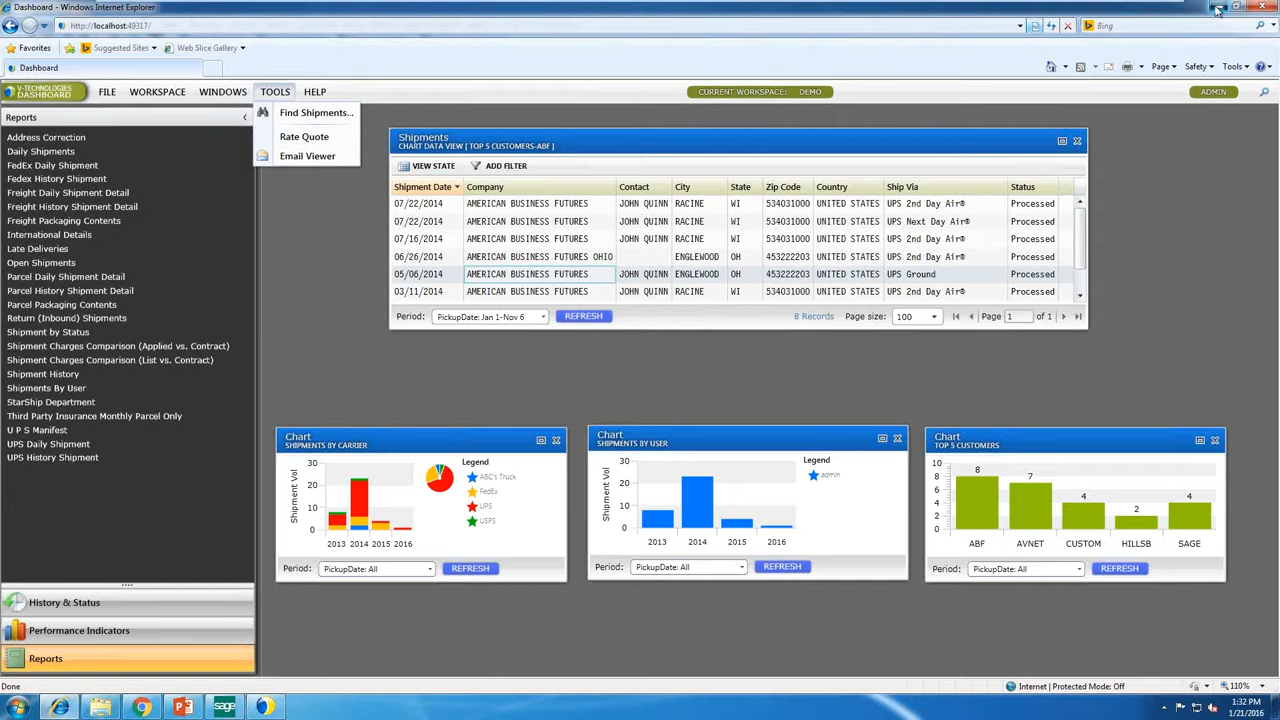 Dashboard - Windows Internet Explorer
http://localhost:49317/
Bing
Favorites
Suggested Sites
Web Slice Gallery
Dashboard
Page
Safety
Tools
V-TECHNOLOGIES
DASHBOARD
FILE
WORKSPACE
WINDOWS
TOOLS
HELP
CURRENT WORKSPACE: DEMO
ADMIN
Find Shipments...
Rate Quote
Email Viewer
Reports
Address Correction
Daily Shipments
FedEx Daily Shipment
Fedex History Shipment
Freight Daily Shipment Detail
Freight History Shipment Detail
Freight Packaging Contents
International Details
Late Deliveries
Open Shipments
Parcel Daily Shipment Detail
Parcel History Shipment Detail
Parcel Packaging Contents
Return (Inbound) Shipments
Shipment by Status
Shipment Charges Comparison (Applied vs. Contract)
Shipment Charges Comparison (List vs. Contract)
Shipment History
Shipments By User
StarShip Department
Third Party Insurance Monthly Parcel Only
U P S Manifest
UPS Daily Shipment
UPS History Shipment
History & Status
Performance Indicators
Reports
Shipments
CHART DATA VIEW [ TOP 5 CUSTOMERS-ABF ]
VIEW STATE ADD FILTER
Shipment Date Company Contact City State Zip Code Country Ship Via Status
07/22/2014 AMERICAN BUSINESS FUTURES JOHN QUINN RACINE WI 534031000 UNITED STATES UPS 2nd Day Air® Processed
07/22/2014 AMERICAN BUSINESS FUTURES JOHN QUINN RACINE WI 534031000 UNITED STATES UPS Next Day Air® Processed
07/16/2014 AMERICAN BUSINESS FUTURES JOHN QUINN RACINE WI 534031000 UNITED STATES UPS 2nd Day Air® Processed
06/26/2014 AMERICAN BUSINESS FUTURES OHIO ENGLEWOOD OH 453222203 UNITED STATES UPS 2nd Day Air® Processed
05/06/2014 AMERICAN BUSINESS FUTURES JOHN QUINN ENGLEWOOD OH 453222203 UNITED STATES UPS Ground Processed
03/11/2014 AMERICAN BUSINESS FUTURES JOHN QUINN RACINE WI 534031000 UNITED STATES UPS 2nd Day Air® Processed
Period: PickupDate: Jan 1-Nov 6 REFRESH 8 Records Page size: 100 Page 1 of 1
Chart
SHIPMENTS BY CARRIER
Shipment Vol
30
20
10
0
2013 2014 2015 2016
Legend
ABC's Truck
FedEx
UPS
USPS
Period: PickupDate: All REFRESH
Chart
SHIPMENTS BY USER
Shipment Vol
30
20
10
0
2013 2014 2015 2016
Legend
admin
Period: PickupDate: All REFRESH
Chart
TOP 5 CUSTOMERS
10
8
6
4
2
0
8 7 4 2 4
ABF AVNET CUSTOM HILLSB SAGE
Period: PickupDate: All REFRESH
Done
Internet | Protected Mode: Off
110%
sage
1:32 PM
1/21/2016